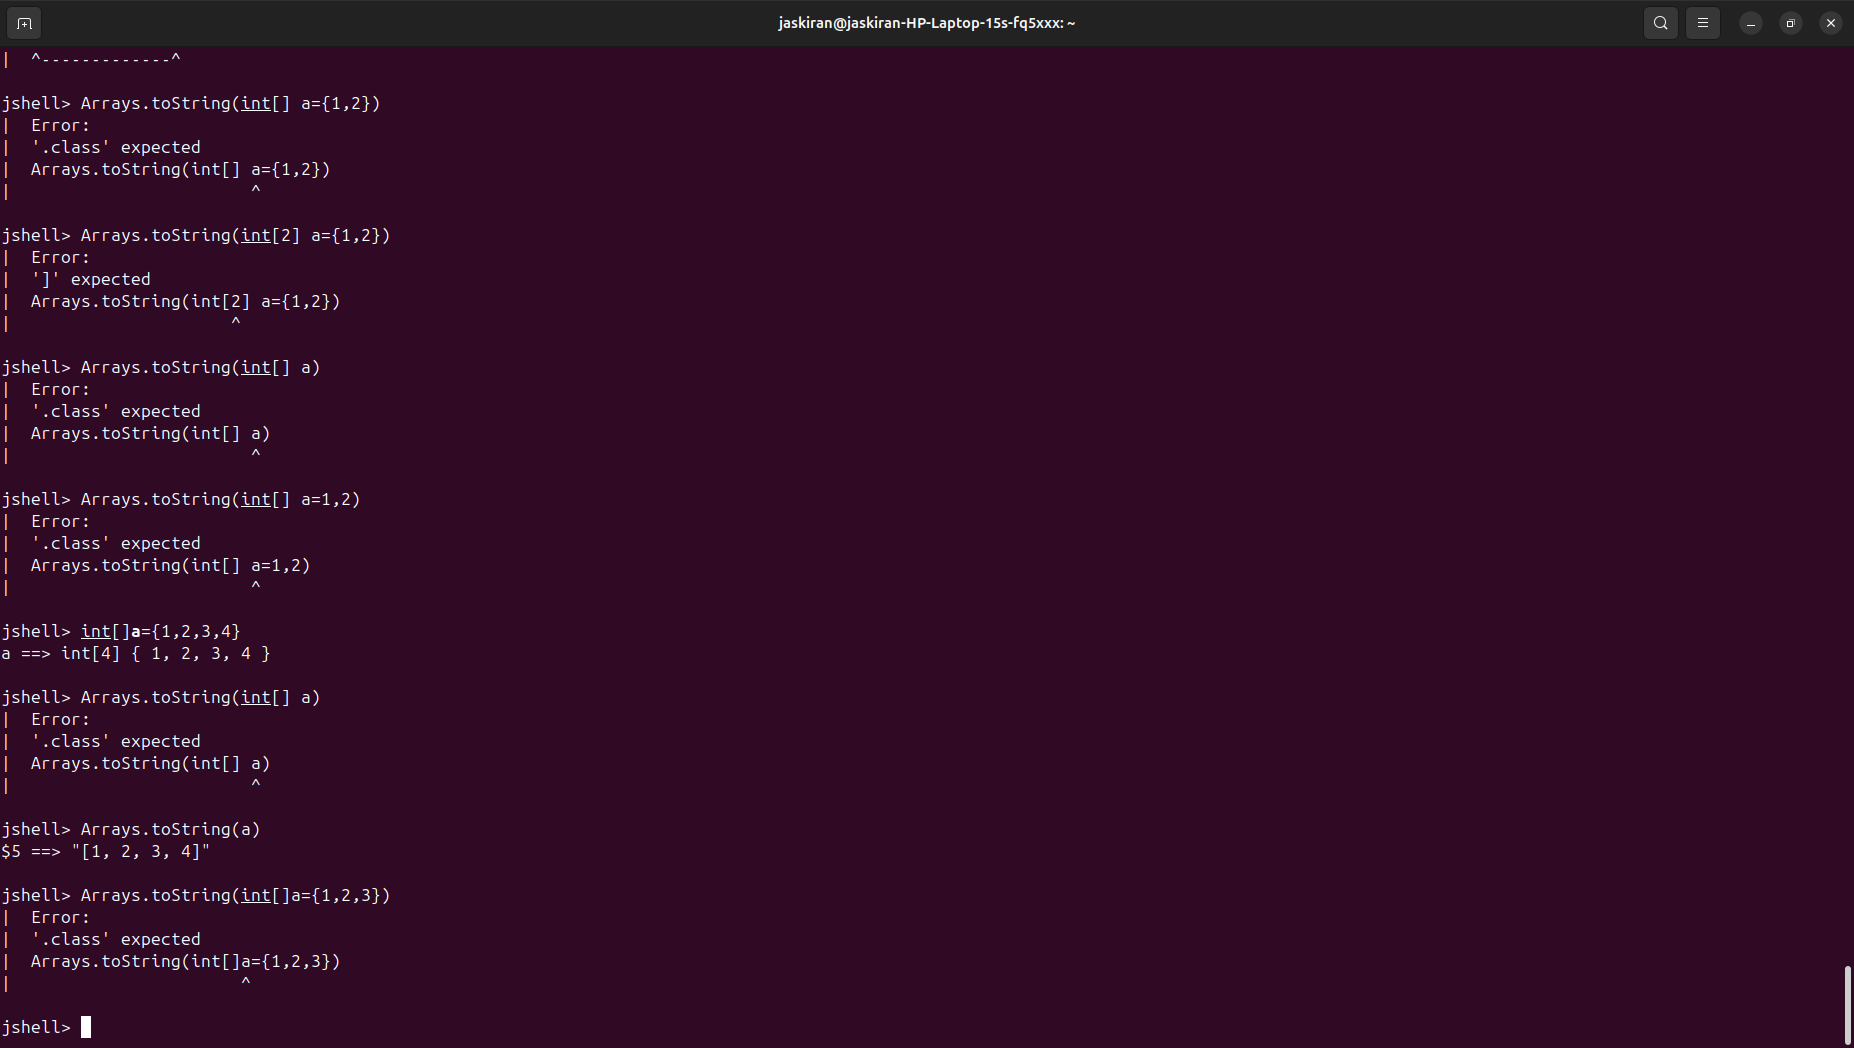 jaskiran@jaskiran-HP-Laptop-15s-fq5xxx: ~
|  ^-------------^
jshell> Arrays.toString(int[] a={1,2})
|  Error:
|  '.class' expected
|  Arrays.toString(int[] a={1,2})
|                        ^
jshell> Arrays.toString(int[2] a={1,2})
|  Error:
|  ']' expected
|  Arrays.toString(int[2] a={1,2})
|                      ^
jshell> Arrays.toString(int[] a)
|  Error:
|  '.class' expected
|  Arrays.toString(int[] a)
|                        ^
jshell> Arrays.toString(int[] a=1,2)
|  Error:
|  '.class' expected
|  Arrays.toString(int[] a=1,2)
|                        ^
jshell> int[]a={1,2,3,4}
a ==> int[4] { 1, 2, 3, 4 }
jshell> Arrays.toString(int[] a)
|  Error:
|  '.class' expected
|  Arrays.toString(int[] a)
|                        ^
jshell> Arrays.toString(a)
$5 ==> "[1, 2, 3, 4]"
jshell> Arrays.toString(int[]a={1,2,3})
|  Error:
|  '.class' expected
|  Arrays.toString(int[]a={1,2,3})
|                       ^
jshell>